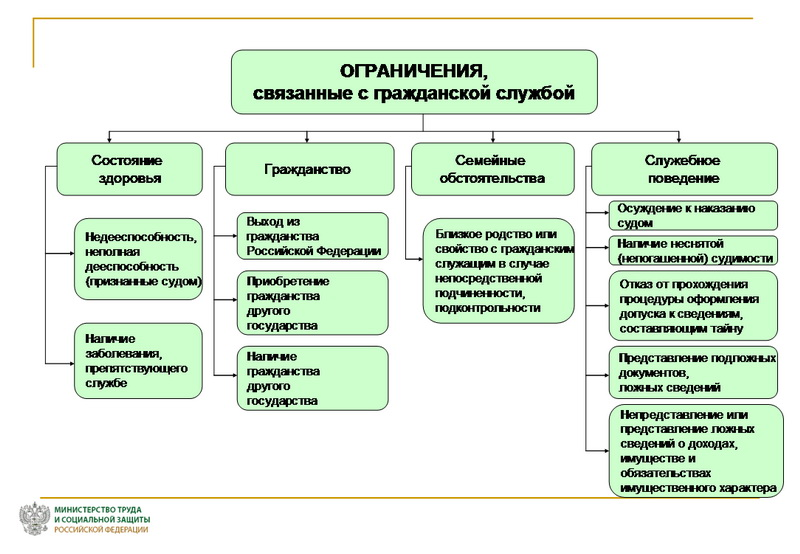 ОГРАНИЧЕНИЯ,
связанные с гражданской службой
Состояние
здоровья
Недееспособность,
неполная
дееспособность
(признанные судом)
Наличие
заболевания,
препятствующего
службе
Гражданство
Выход из
гражданства
Российской Федерации
Приобретение
гражданства
другого
государства
Наличие
гражданства
другого
государства
Семейные
обстоятельства
Близкое родство или
свойство с гражданским
служащим в случае
непосредственной
подчиненности,
подконтрольности
Служебное
поведение
Осуждение к наказанию
судом
Наличие неснятой
(непогашенной) судимости
Отказ от прохождения
процедуры оформления
допуска к сведениям,
составляющим тайну
Представление подложных
документов,
ложных сведений
Непредставление или
представление ложных
сведений о доходах,
имуществе и
обязательствах
имущественного характера
МИНИСТЕРСТВО ТРУДА
И СОЦИАЛЬНОЙ ЗАЩИТЫ
РОССИЙСКОЙ ФЕДЕРАЦИИ